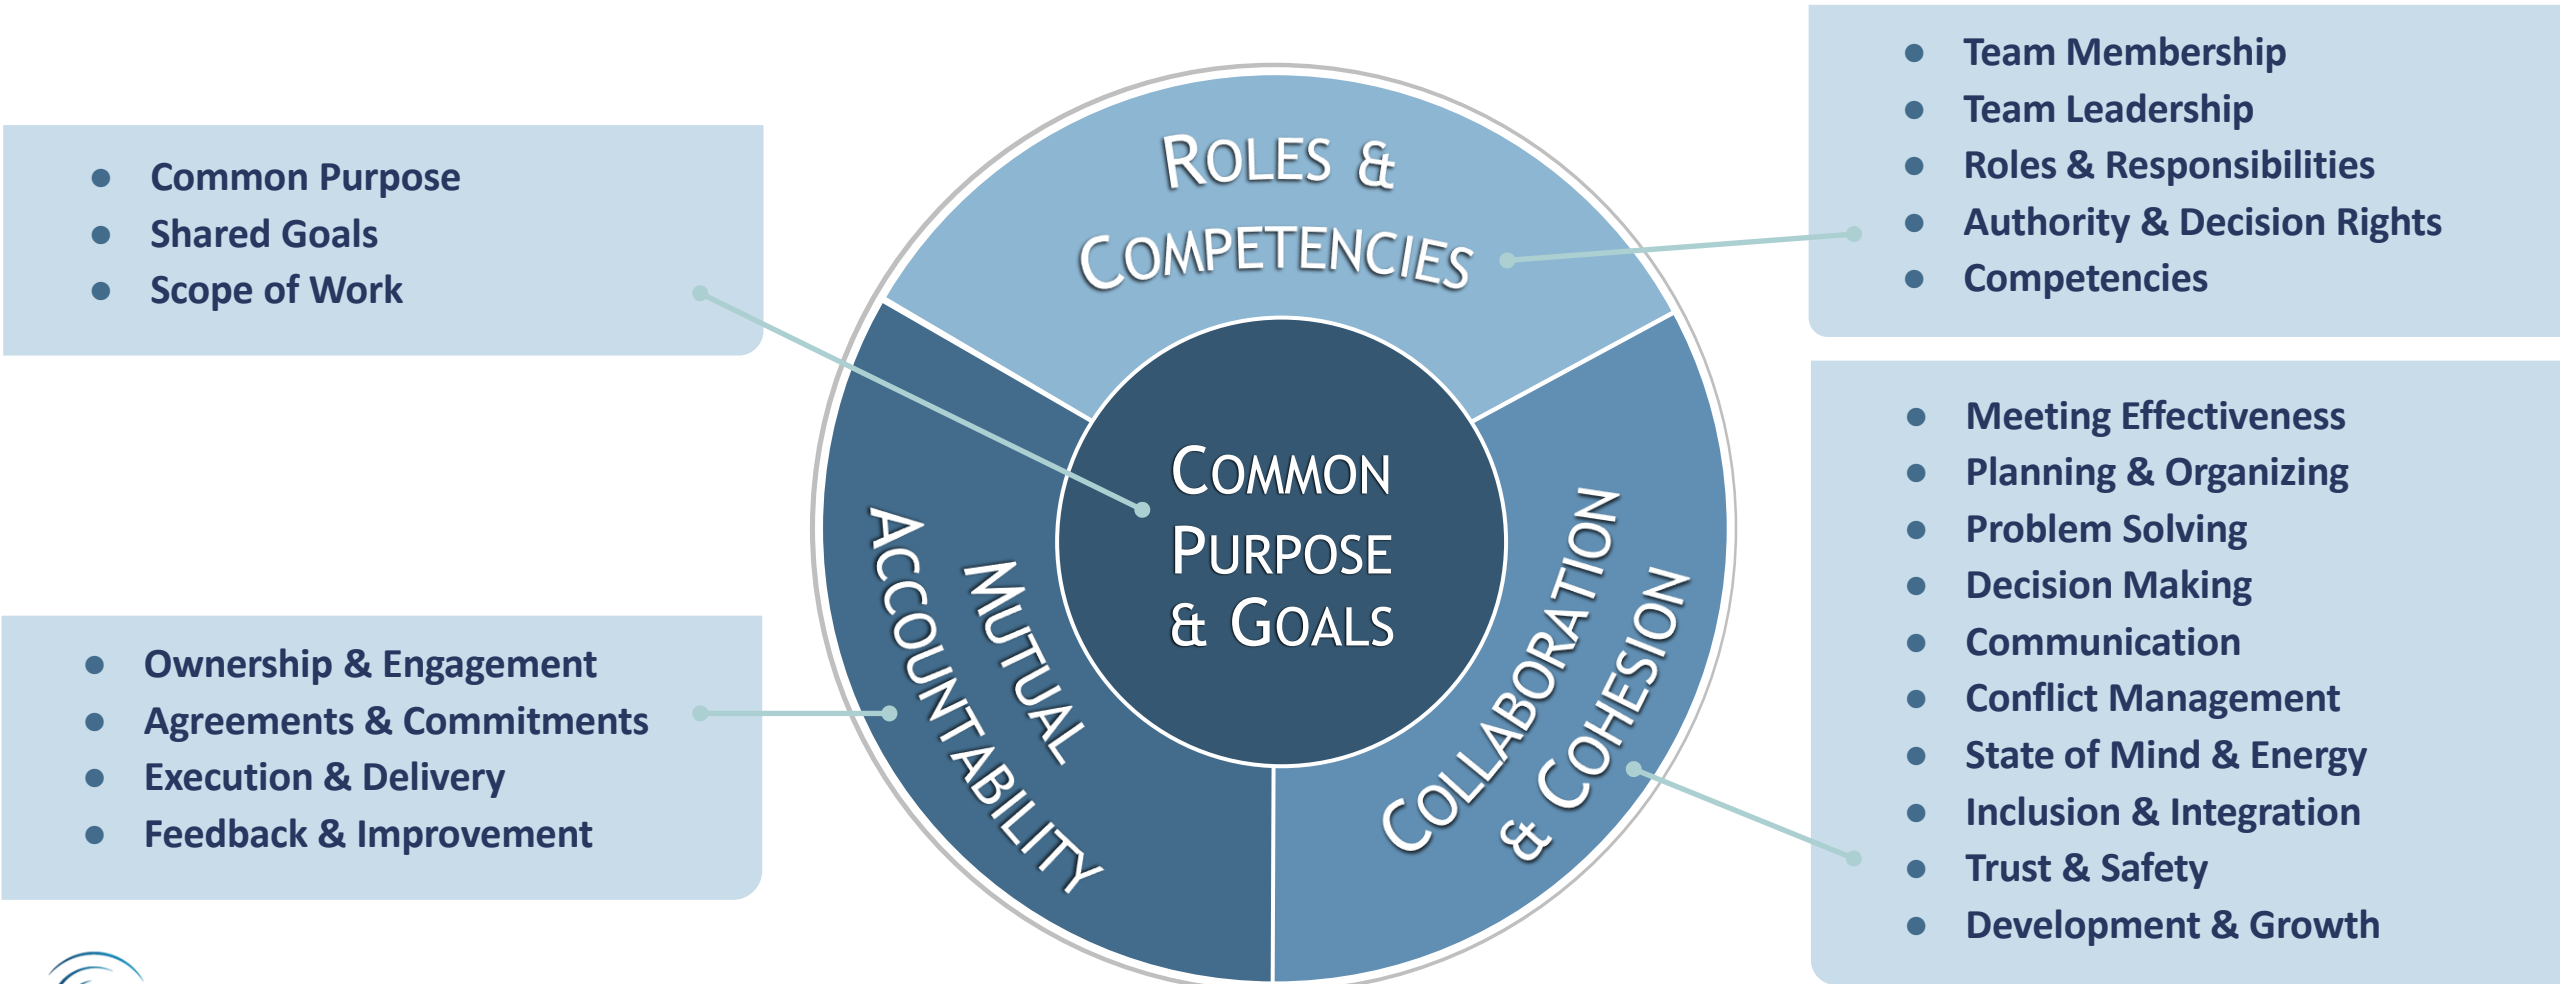 Common Purpose
Shared Goals
Scope of Work
Ownership & Engagement
Agreements & Commitments
Execution & Delivery
Feedback & Improvement
ROLES &
COMPETENCIES
COMMON
PURPOSE
& GOALS
MUTUAL
ACCOUNTABILITY
COLLABORATION
& COHESION
Team Membership
Team Leadership
Roles & Responsibilities
Authority & Decision Rights
Competencies
Meeting Effectiveness
Planning & Organizing
Problem Solving
Decision Making
Communication
Conflict Management
State of Mind & Energy
Inclusion & Integration
Trust & Safety
Development & Growth